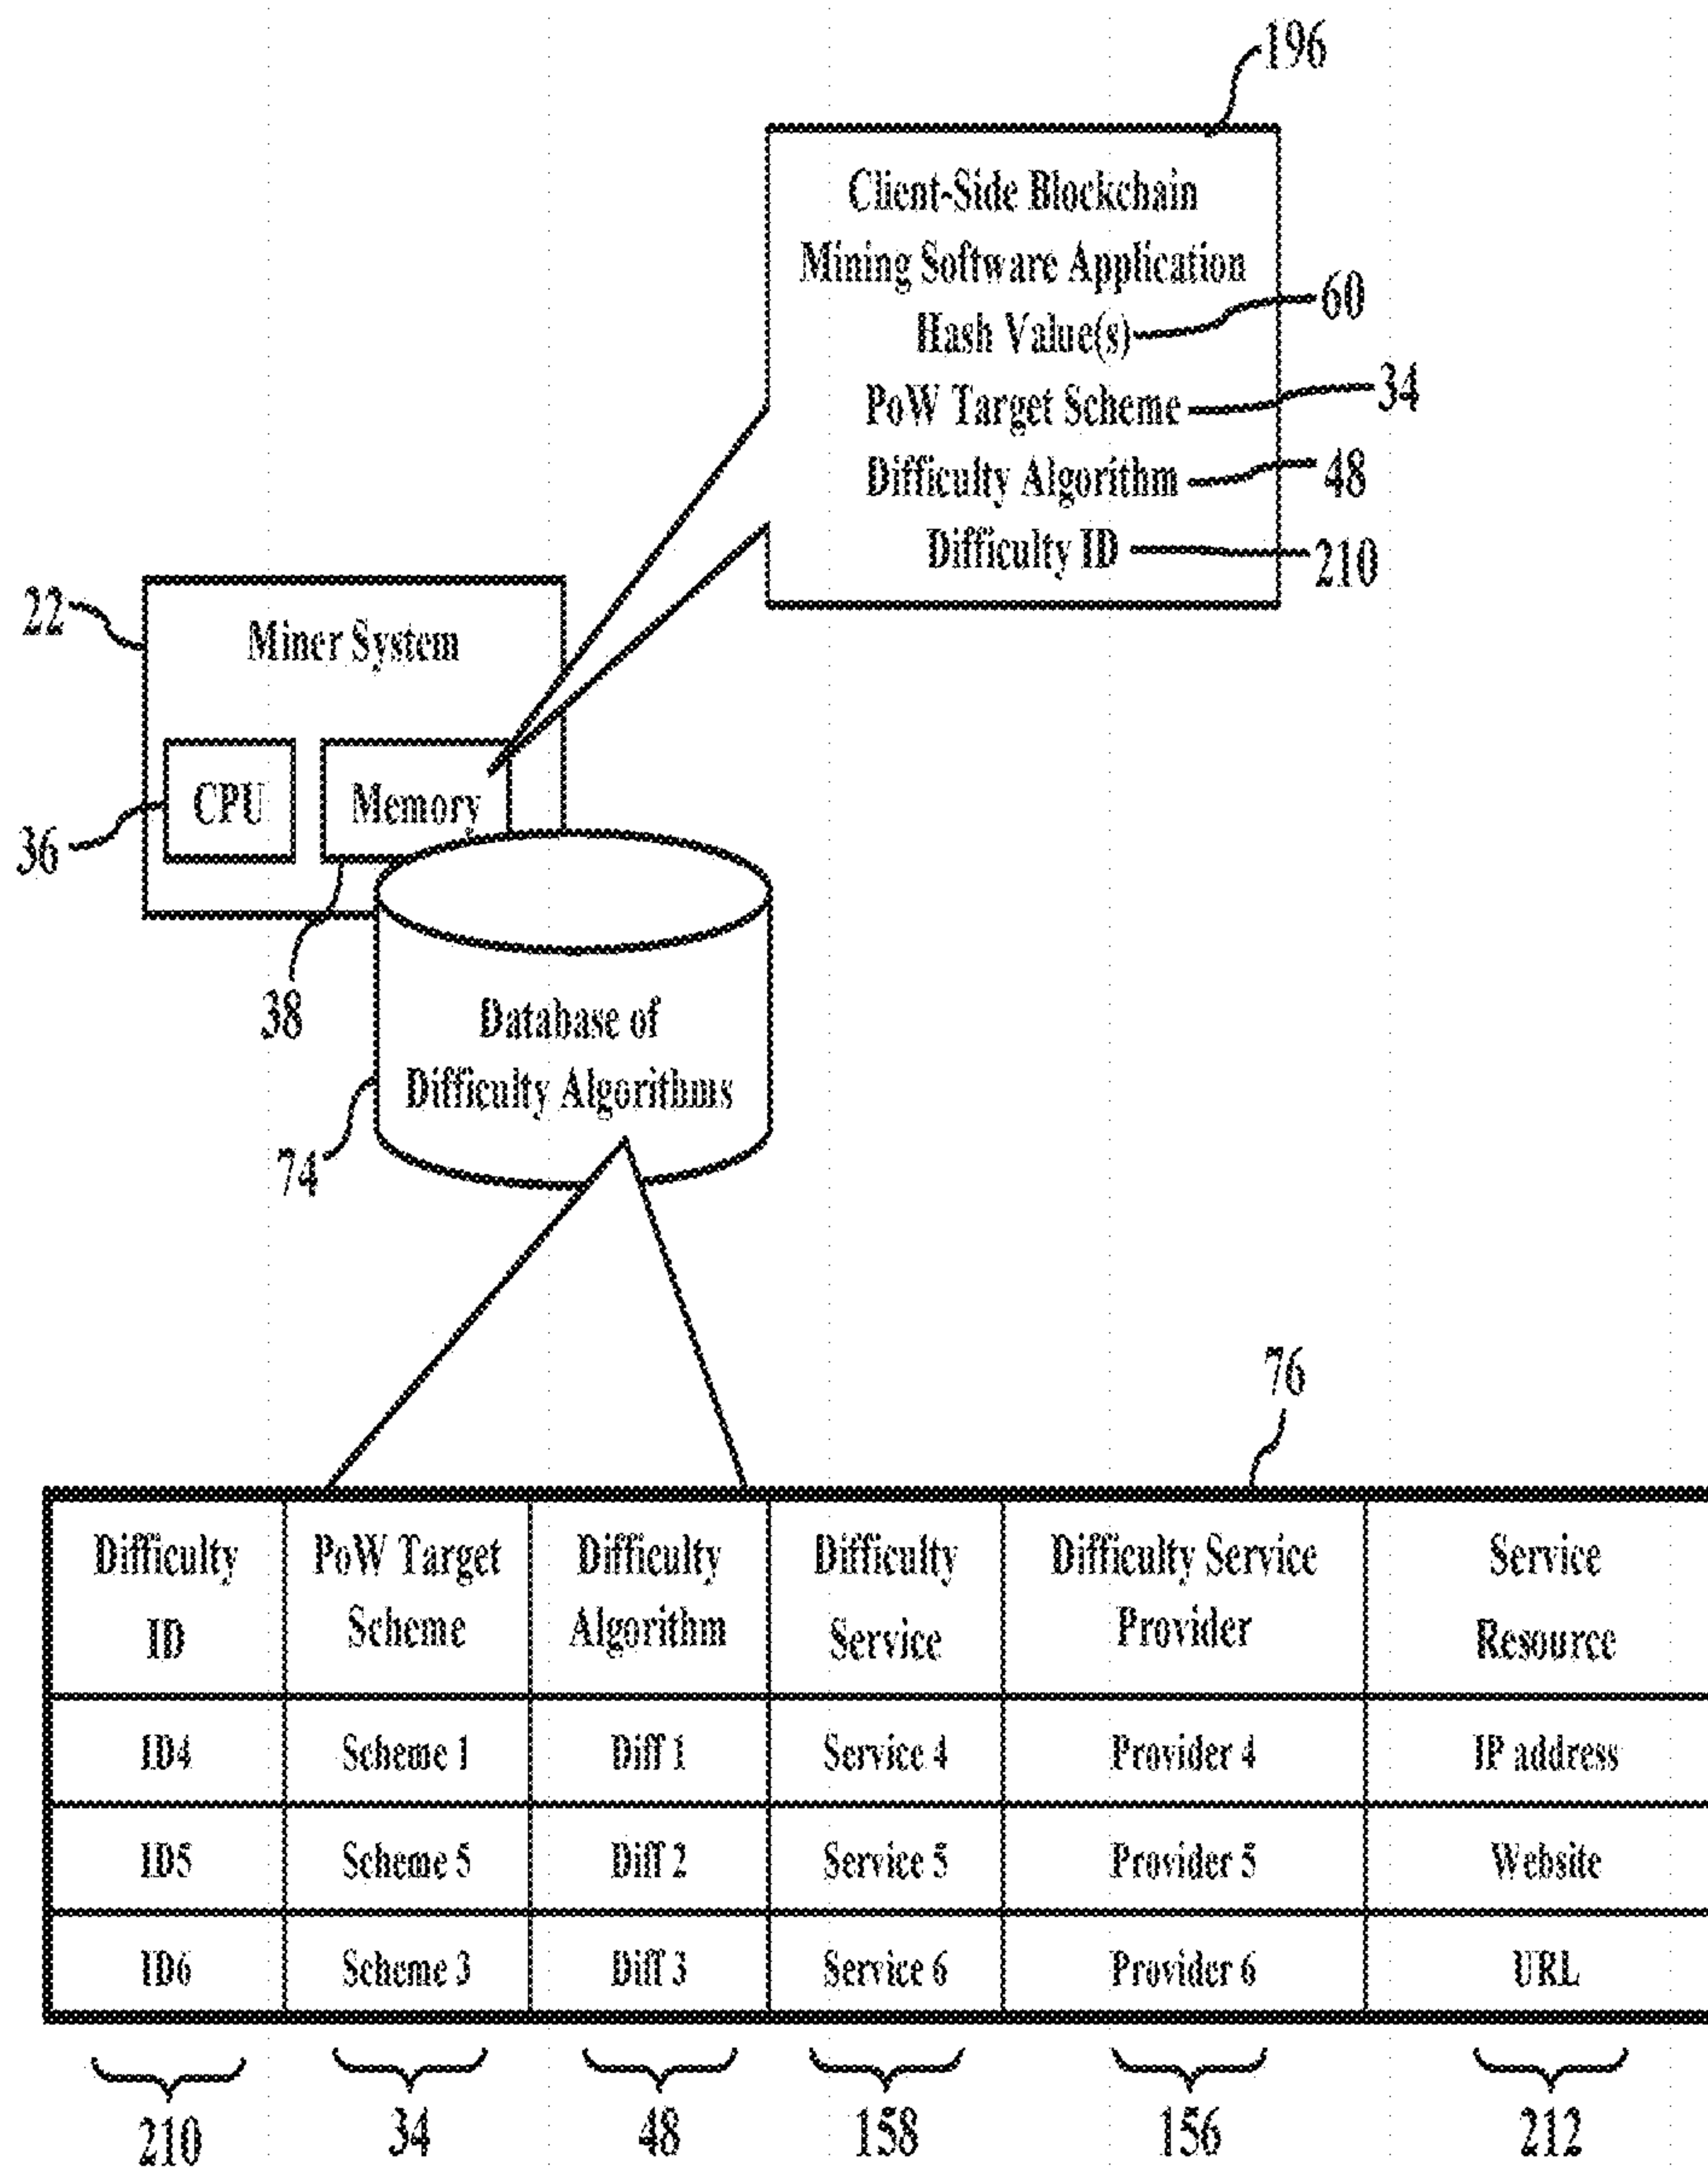 196
Client-Side Blockchain
Mining Software Application
Hash Value(s)
60
PoW Target Scheme
34
Difficulty Algorithm
48
Difficulty ID
210
22
Miner System
CPU
Memory
36
38
Database of
Difficulty Algorithms
74
76
Difficulty ID
PoW Target Scheme
Difficulty Algorithm
Difficulty Service
Difficulty Service Provider
Service Resource
ID4 Scheme 1 Diff 1 Service 4 Provider 4 IP address
ID5 Scheme 5 Diff 2 Service 5 Provider 5 Website
ID6 Scheme 3 Diff 3 Service 6 Provider 6 URL
210 34 48 158 156 212